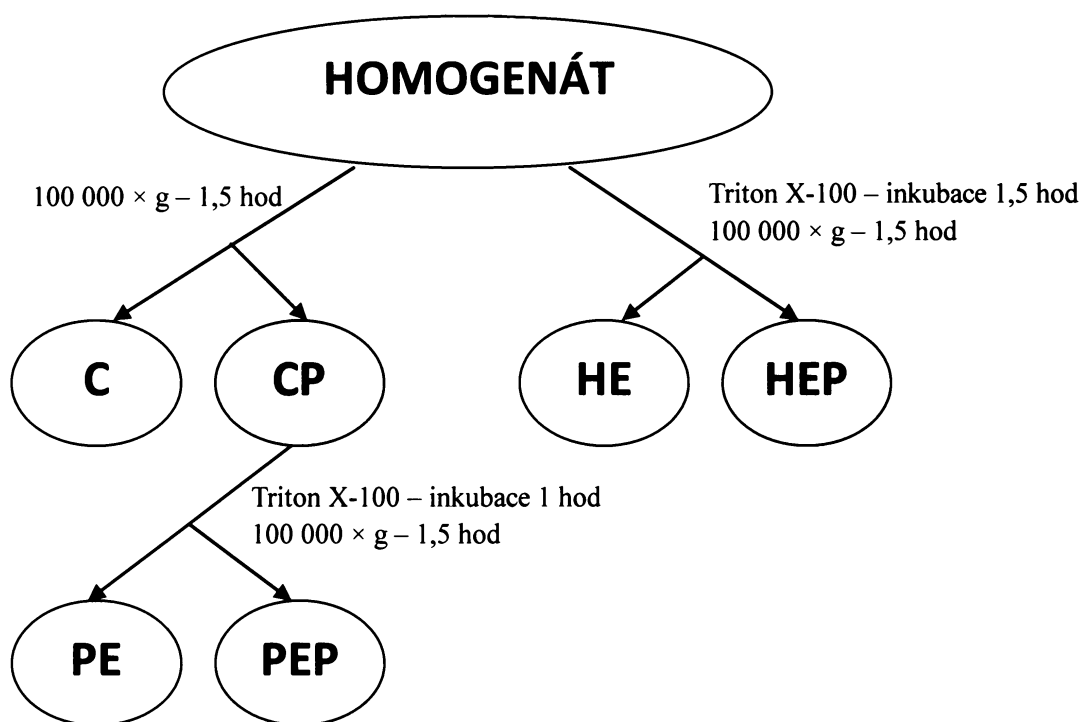 HOMOGENÁT
100 000 × g – 1,5 hod
Triton X-100 – inkubace 1,5 hod
100 000 × g – 1,5 hod
C
CP
HE
HEP
Triton X-100 – inkubace 1 hod
100 000 × g – 1,5 hod
PE
PEP